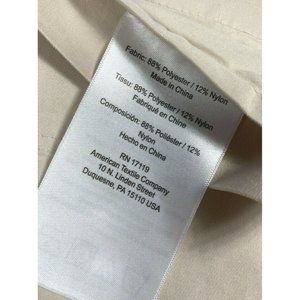 Fabric: 88% Polyester / 12% Nylon
Made in China
Tissu: 88% Polyester / 12% Nylon
Fabriqué en Chine
Composición: 88% Poliéster / 12%
Nylon
Hecho en China
RN 17119
American Textile Company
10 N. Linden Street
Duquesne, PA 15110 USA